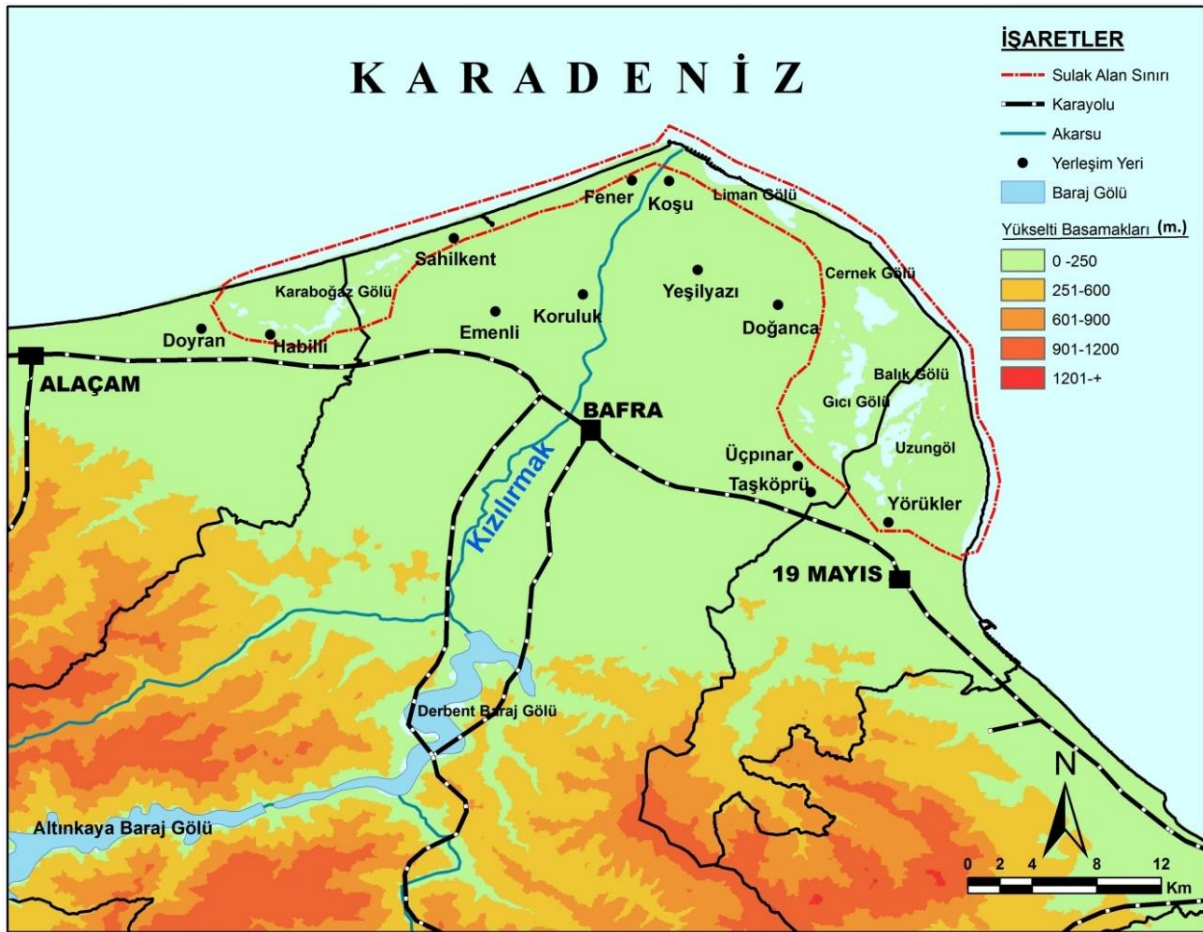 KARADENİZ
İŞARETLER
Sulak Alan Sınırı
Karayolu
Akarsu
Yerleşim Yeri
Baraj Gölü
Yükselti Basamakları (m.)
0 -250
251-600
601-900
901-1200
1201-+
Fener
Koşu
Liman Gölü
Sahilkent
Karaboğaz Gölü
Cernek Gölü
Yeşilyazı
Koruluk
Emenli
Doğanca
Doyran
Habilli
ALAÇAM
Balık Gölü
Gıcı Gölü
BAFRA
Uzungöl
Üçpınar
Taşköprü
Yörükler
Kızılırmak
19 MAYIS
Derbent Baraj Gölü
Altınkaya Baraj Gölü
N
0 2 4 8 12
Km